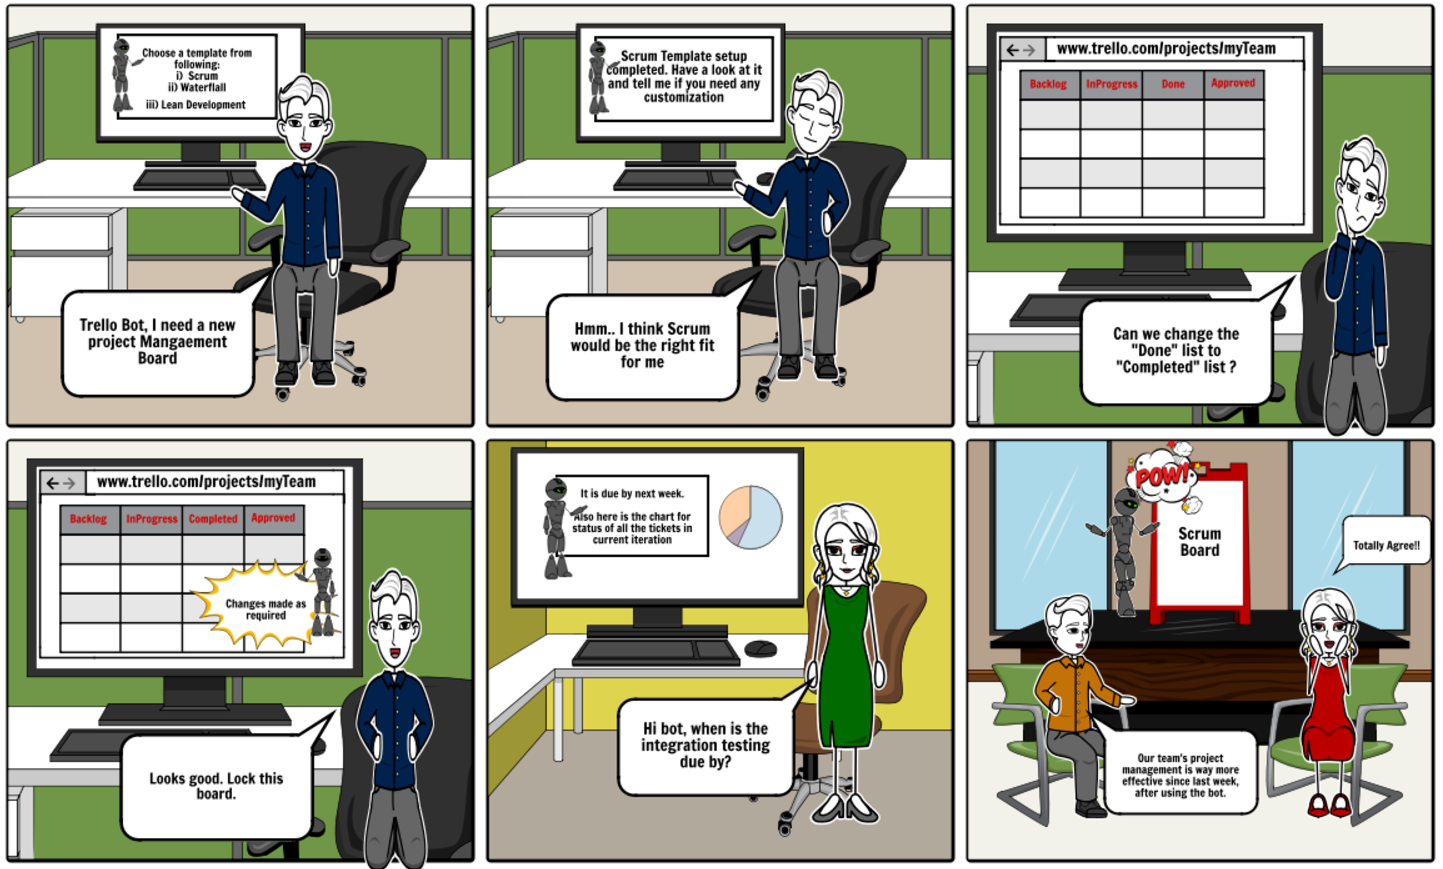 Choose a template from
following:
i) Scrum
ii) Waterflall
iii) Lean Development
Trello Bot, I need a new
project Mangaement
Board
Scrum Template setup
completed. Have a look at it
and tell me if you need any
customization
Hmm.. I think Scrum
would be the right fit
for me
www.trello.com/projects/myTeam
Backlog InProgress Done Approved
Can we change the
"Done" list to
"Completed" list ?
www.trello.com/projects/myTeam
Backlog InProgress Completed Approved
Changes made as
required
Looks good. Lock this
board.
It is due by next week.
Also here is the chart for
status of all the tickets in
current iteration
Hi bot, when is the
integration testing
due by?
POW!
Scrum
Board
Totally Agree!!
Our team's project
management is way more
effective since last week,
after using the bot.